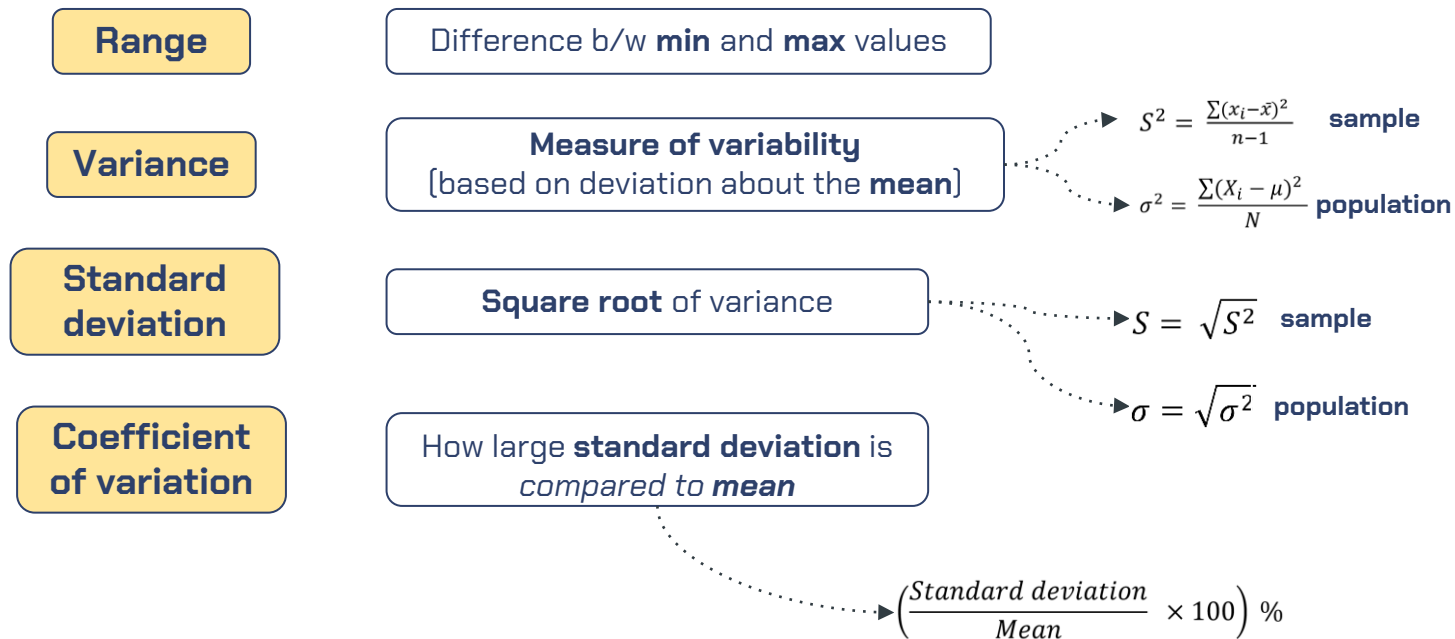 Range
Difference b/w min and max values
Variance
Measure of variability
(based on deviation about the mean)
S² = ∑(xᵢ−x̄)² / n−1 sample
σ² = ∑(Xᵢ − μ)² / N population
Standard
deviation
Square root of variance
S = √S² sample
σ = √σ² population
Coefficient
of variation
How large standard deviation is
compared to mean
(Standard deviation / Mean × 100) %